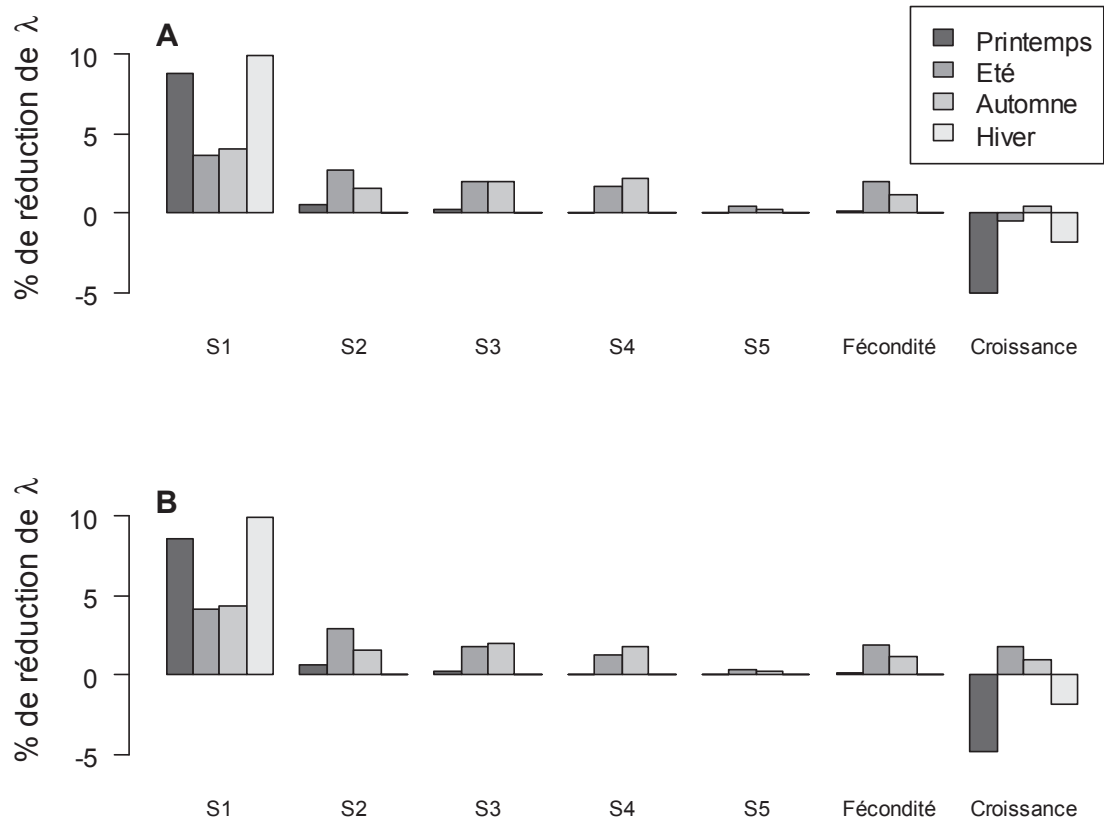 A
Printemps
Eté
Automne
Hiver
% de réduction de λ
10
5
0
-5
S1 S2 S3 S4 S5 Fécondité Croissance
B
% de réduction de λ
10
5
0
-5
S1 S2 S3 S4 S5 Fécondité Croissance